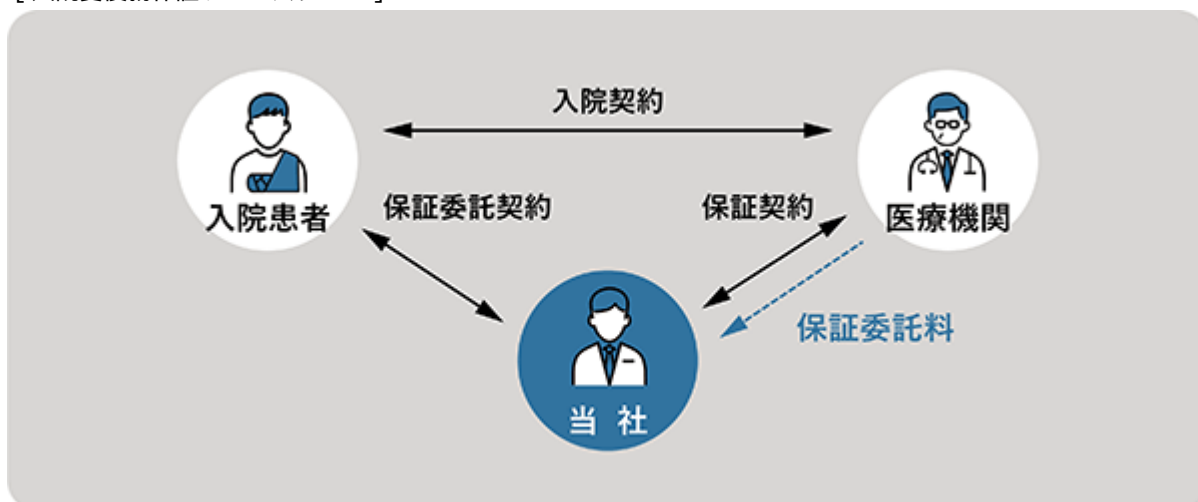 入院契約
入院患者
保証委託契約
保証契約
医療機関
保証委託料
当 社